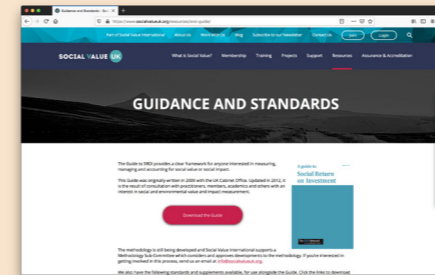 Guidance and Standards - So
https://www.socialvalueuk.org/resources/sroi-guide/
Part of Social Value International About Us Work With Us Blog Subscribe to our Newsletter Contact Us Join Login
SOCIAL VALUE UK What is Social Value? Membership Training Projects Support Resources Assurance & Accreditation
GUIDANCE AND STANDARDS
The Guide to SROI provides a clear framework for anyone interested in measuring,
managing and accounting for social value or social impact.
This Guide was originally written in 2009 with the UK Cabinet Office. Updated in 2012, it
is the result of consultation with practitioners, members, academics and others with an
interest in social and environmental value and impact measurement.
A guide to
Social Return
on Investment
Download the Guide
The methodology is still being developed and Social Value International supports a
Methodology Sub-Committee which considers and approves developments to the methodology. If you're interested in
getting involved in this process, send us an email at info@socialvalueuk.org
We also have the following standards and supplements available, for use alongside the Guide. Click the links to download